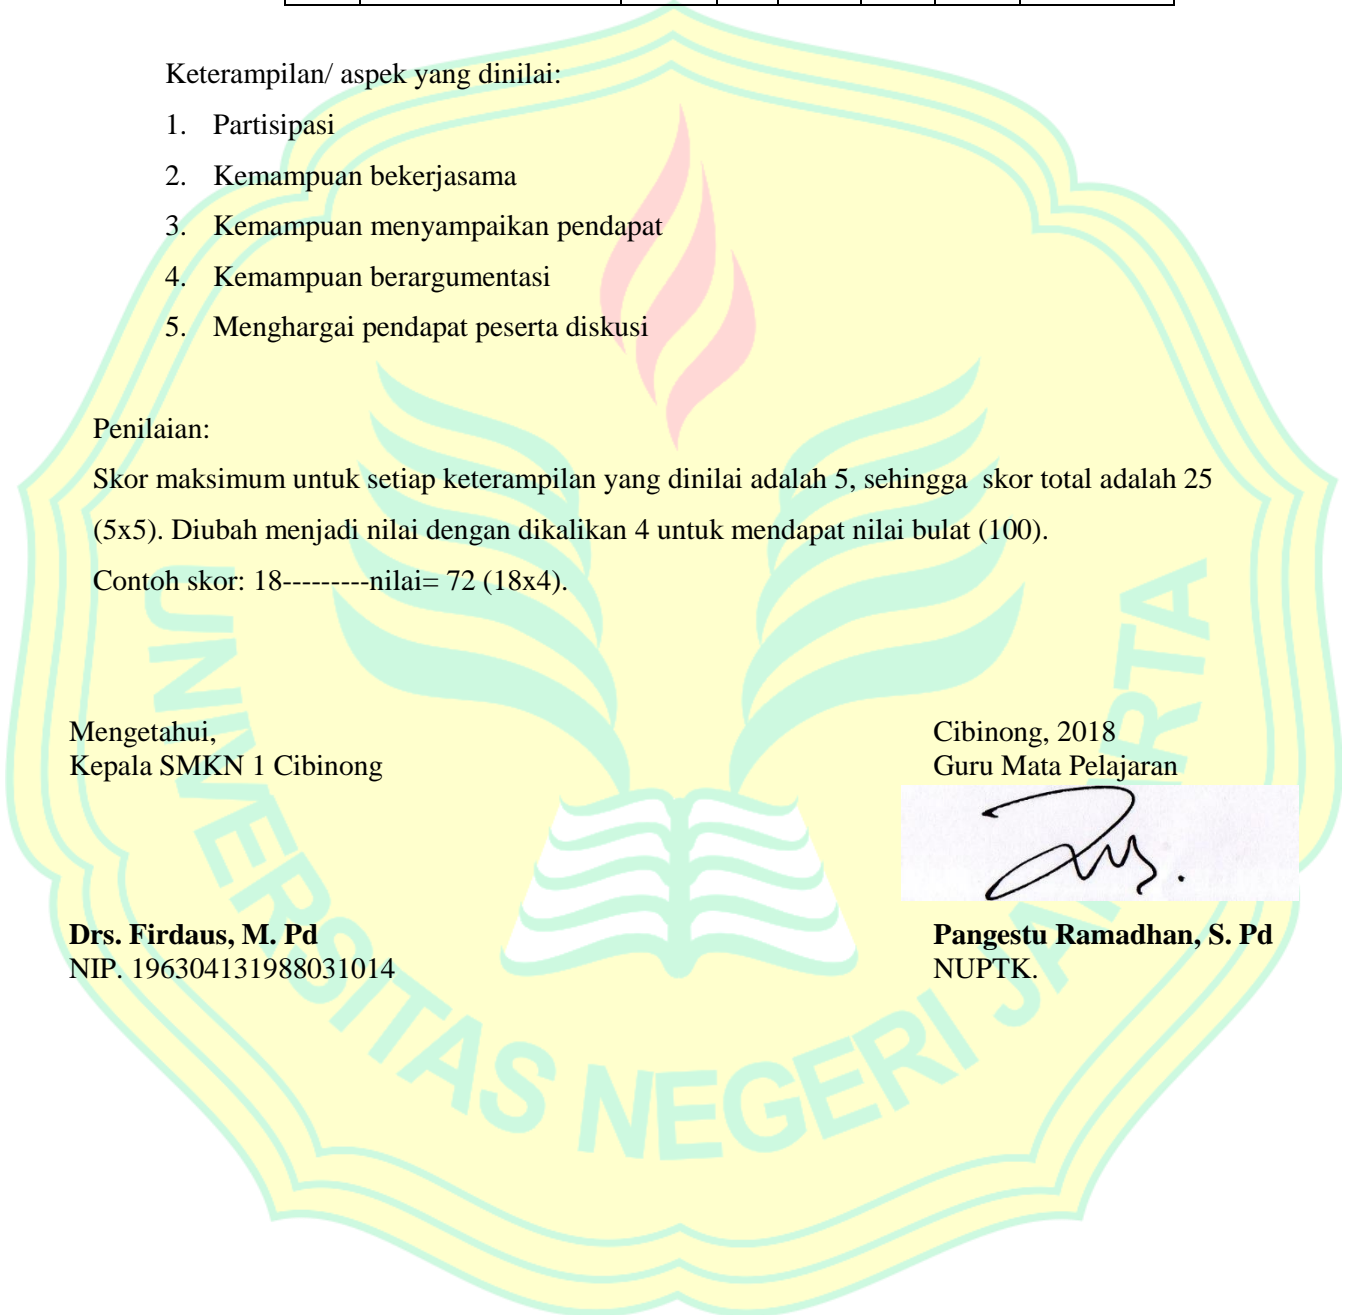 Keterampilan/ aspek yang dinilai:
1. Partisipasi
2. Kemampuan bekerjasama
3. Kemampuan menyampaikan pendapat
4. Kemampuan berargumentasi
5. Menghargai pendapat peserta diskusi
Penilaian:
Skor maksimum untuk setiap keterampilan yang dinilai adalah 5, sehingga  skor total adalah 25
(5x5). Diubah menjadi nilai dengan dikalikan 4 untuk mendapat nilai bulat (100).
Contoh skor: 18---------nilai= 72 (18x4).
Mengetahui,
Kepala SMKN 1 Cibinong
Cibinong, 2018
Guru Mata Pelajaran
Drs. Firdaus, M. Pd
NIP. 196304131988031014
Pangestu Ramadhan, S. Pd
NUPTK.
UNIVERSITAS NEGERI JAKARTA